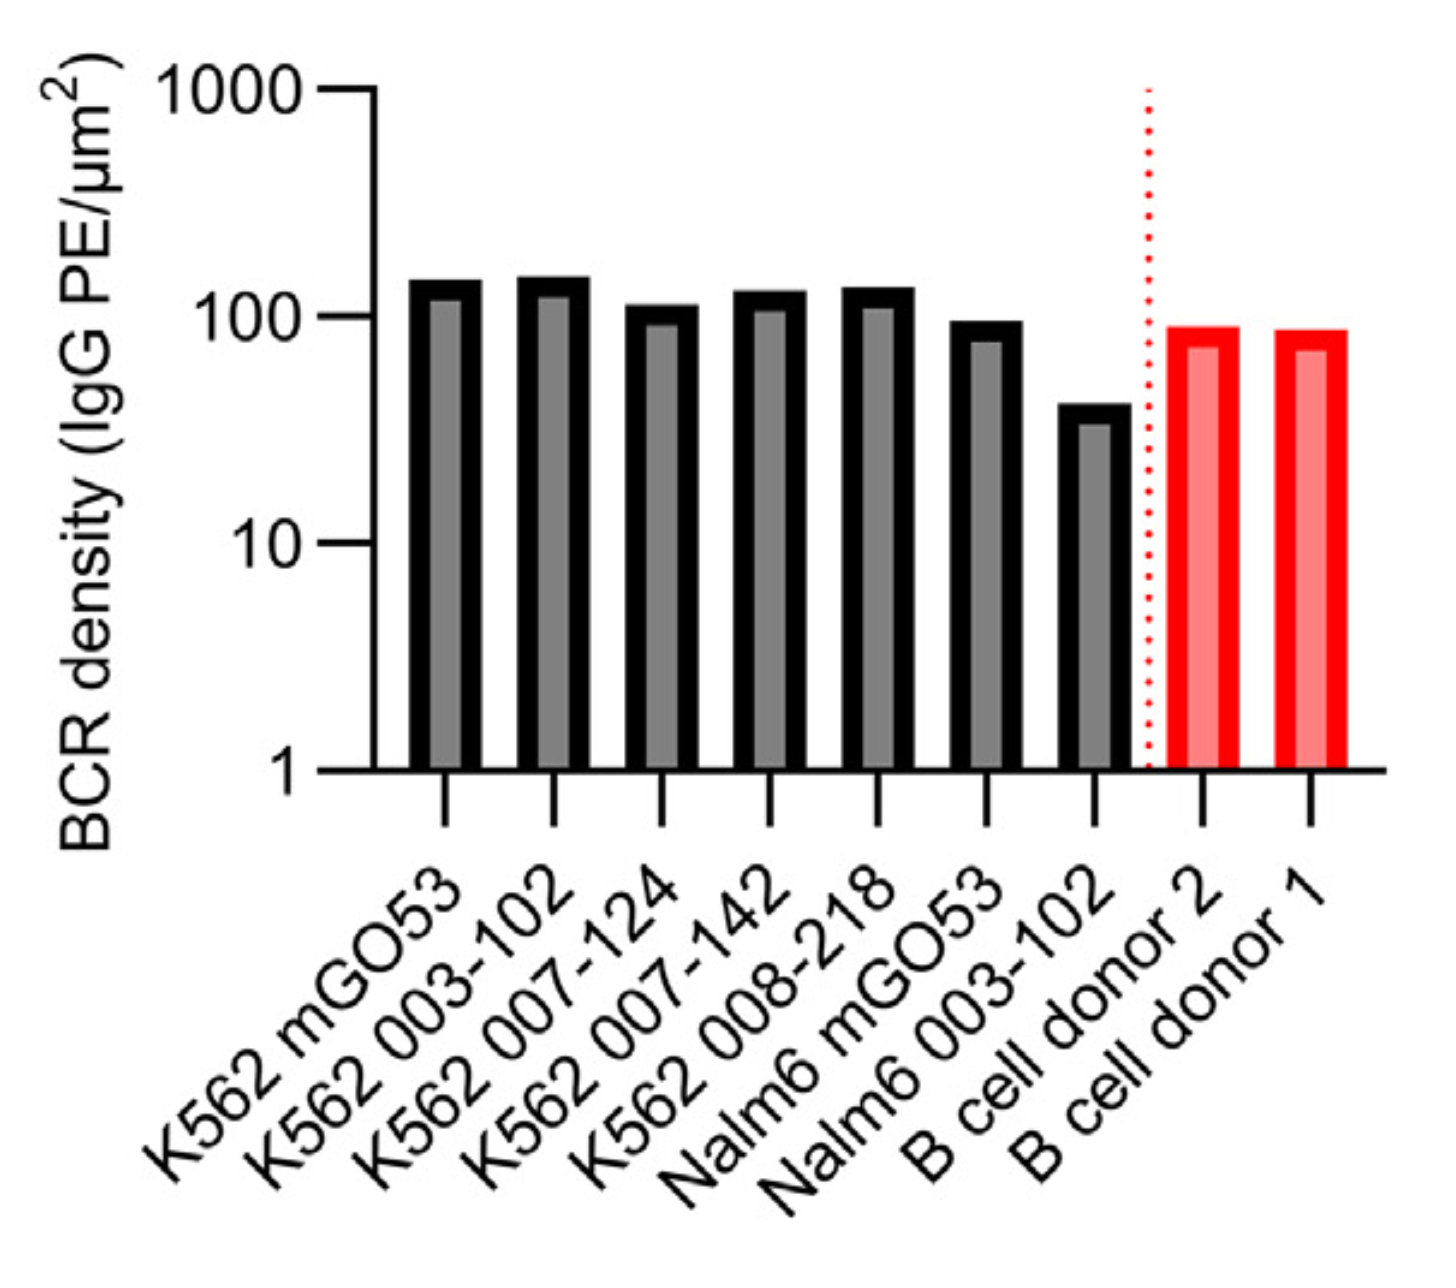 BCR density (IgG PE/µm²)
1000
100
10
1
K562 mGO53
K562 003-102
K562 007-124
K562 007-142
K562 008-218
Nalm6 mGO53
Nalm6 003-102
B cell donor 2
B cell donor 1